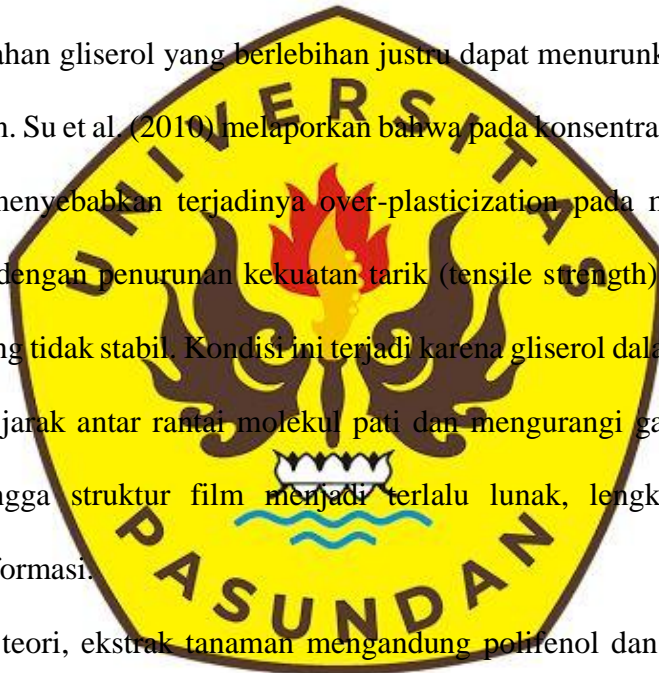 ahan gliserol yang berlebihan justru dapat menurunk
n. Su et al. (2010) melaporkan bahwa pada konsentra
menyebabkan terjadinya over-plasticization pada m
dengan penurunan kekuatan tarik (tensile strength)
ng tidak stabil. Kondisi ini terjadi karena gliserol dala
jarak antar rantai molekul pati dan mengurangi ga
ngga struktur film menjadi terlalu lunak, lengk
formasi.
teori, ekstrak tanaman mengandung polifenol dan
UNIVERSITAS
PASUNDAN